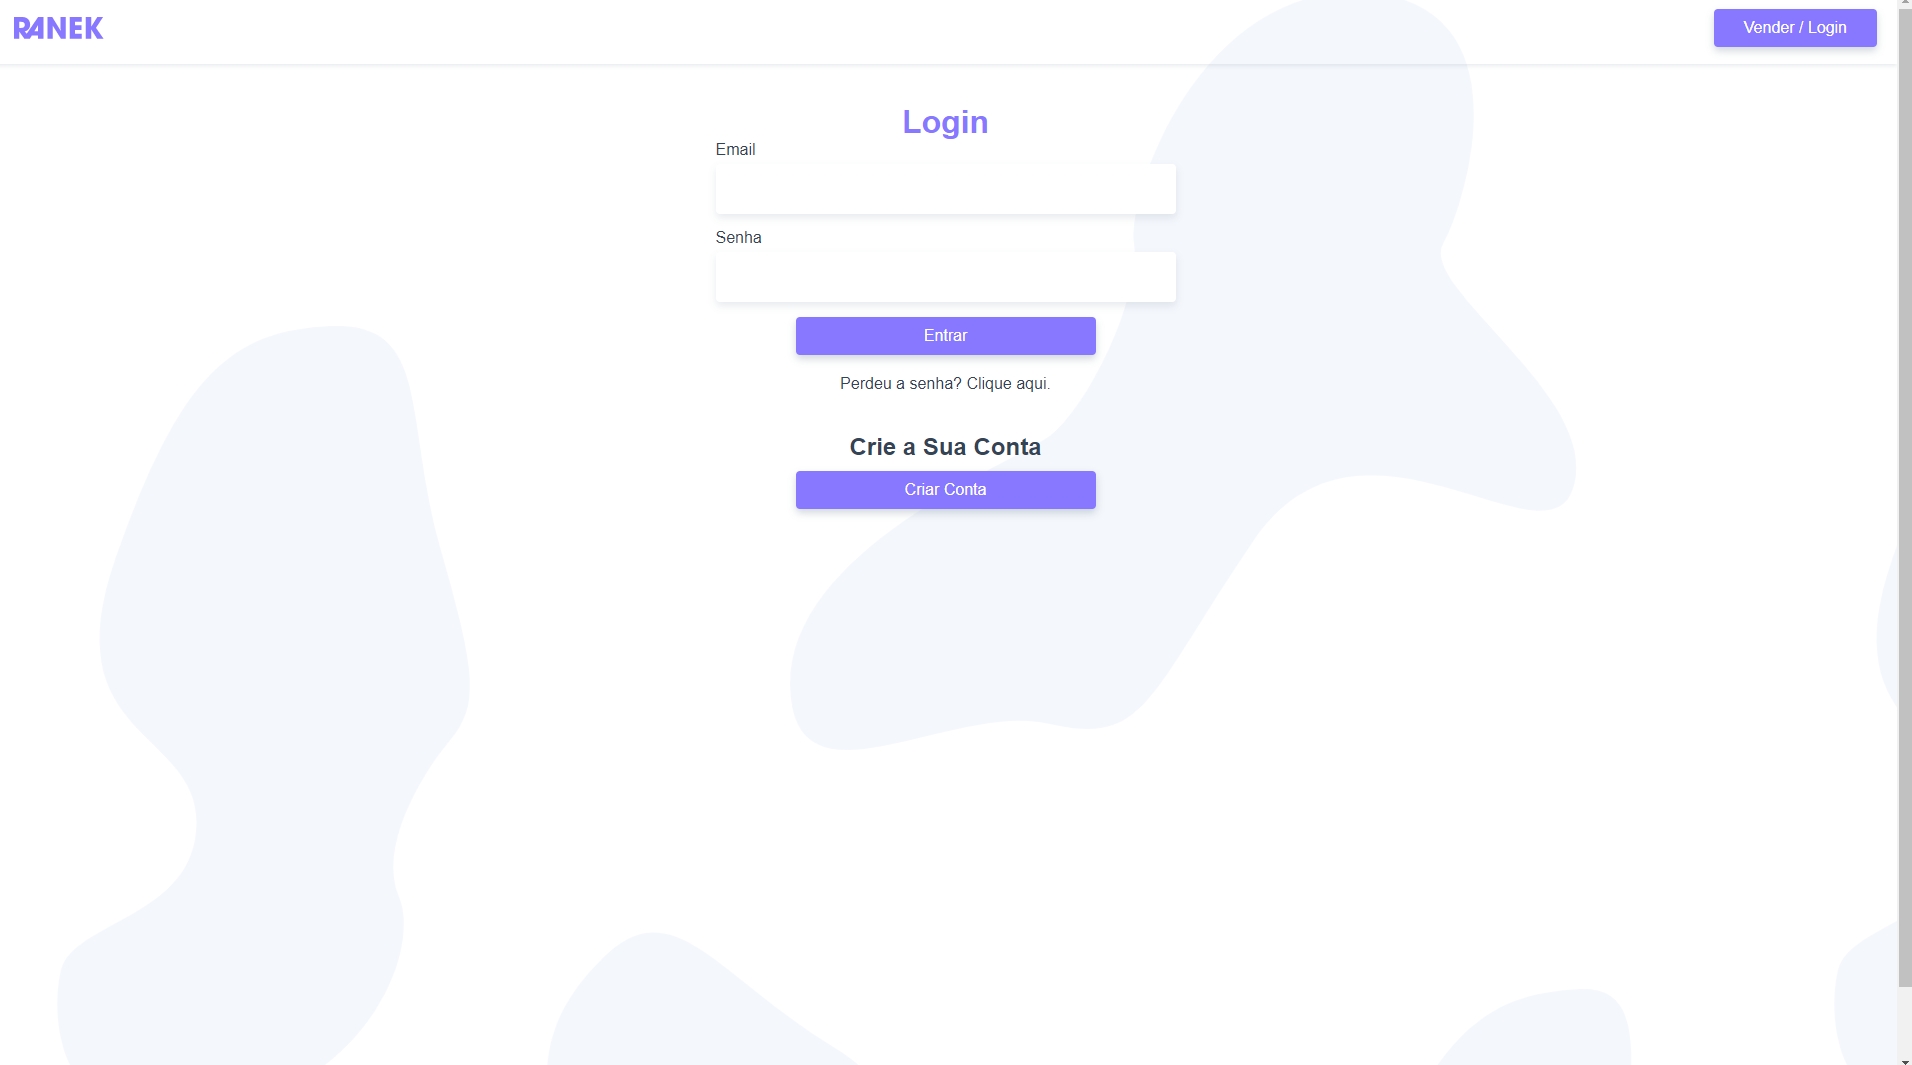 RANEK
Vender / Login
Login
Email
Senha
Entrar
Perdeu a senha? Clique aqui.
Crie a Sua Conta
Criar Conta